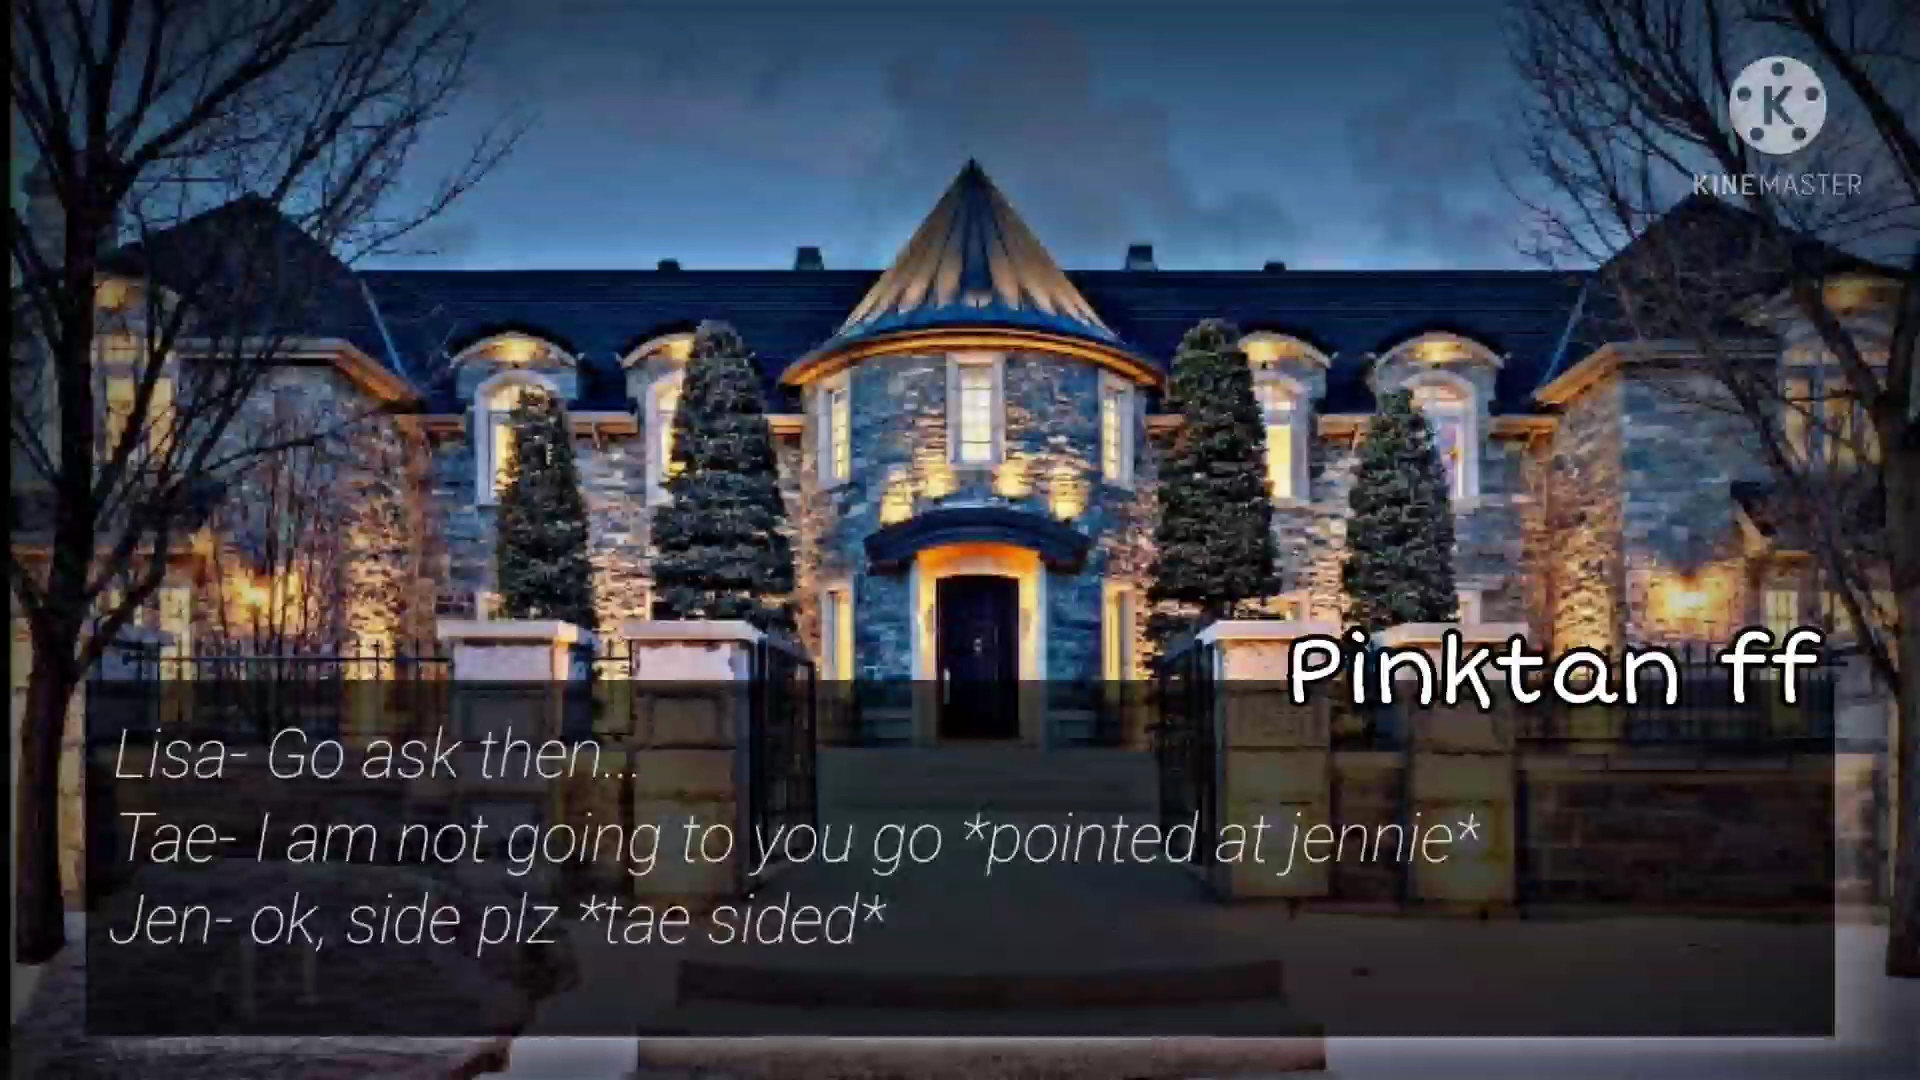 K
KINEMASTER
Pinktan ff
Lisa- Go ask then...
Tae- I am not going to you go *pointed at jennie*
Jen- ok, side plz *tae sided*